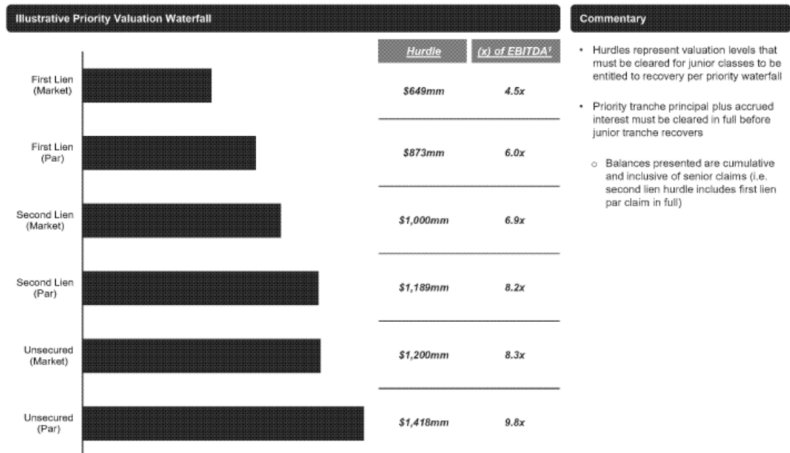 Illustrative Priority Valuation Waterfall
Hurdle
(x) of EBITDA¹
First Lien
(Market)
$649mm
4.5x
First Lien
(Par)
$873mm
6.0x
Second Lien
(Market)
$1,000mm
6.9x
Second Lien
(Par)
$1,189mm
8.2x
Unsecured
(Market)
$1,200mm
8.3x
Unsecured
(Par)
$1,418mm
9.8x
Commentary
• Hurdles represent valuation levels that
must be cleared for junior classes to be
entitled to recovery per priority waterfall
• Priority tranche principal plus accrued
interest must be cleared in full before
junior tranche recovers
o Balances presented are cumulative
and inclusive of senior claims (i.e.
second lien hurdle includes first lien
par claim in full)